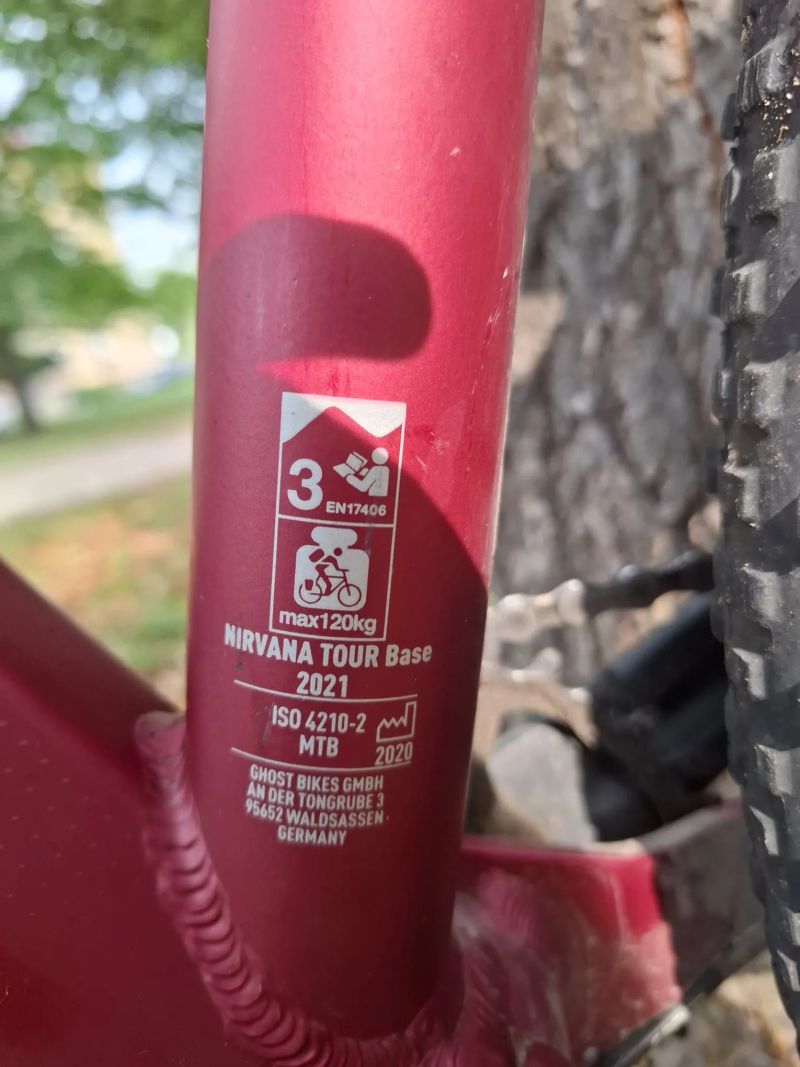 3
EN17406
max120kg
NIRVANA TOUR Base
2021
ISO 4210-2
MTB
2020
GHOST BIKES GMBH
AN DER TONGRUBE 3
95652 WALDSASSEN
GERMANY